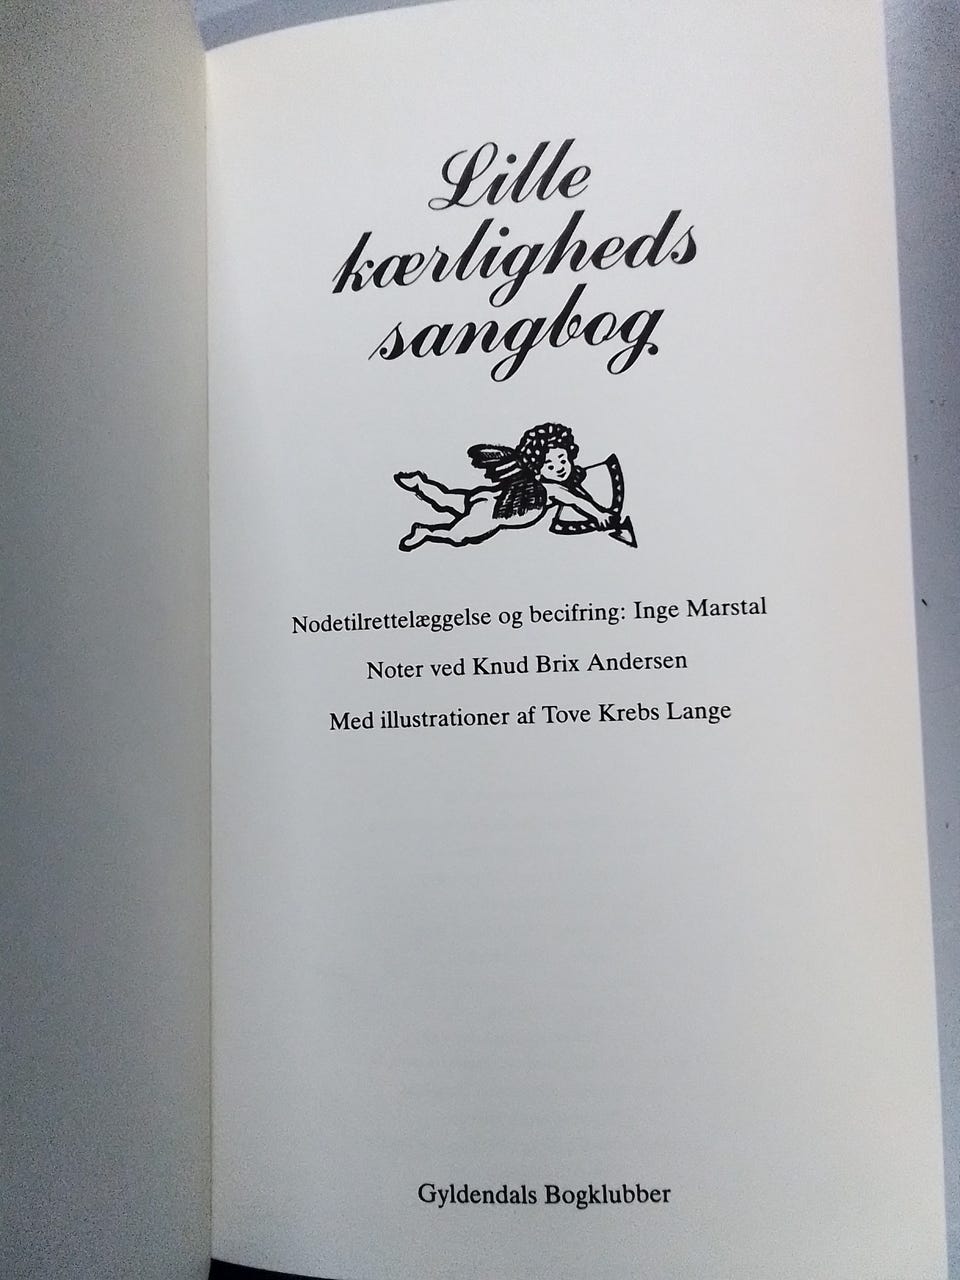 Lille
kærligheds
sangbog
Nodetilrettelæggelse og becifring: Inge Marstal
Noter ved Knud Brix Andersen
Med illustrationer af Tove Krebs Lange
Gyldendals Bogklubber